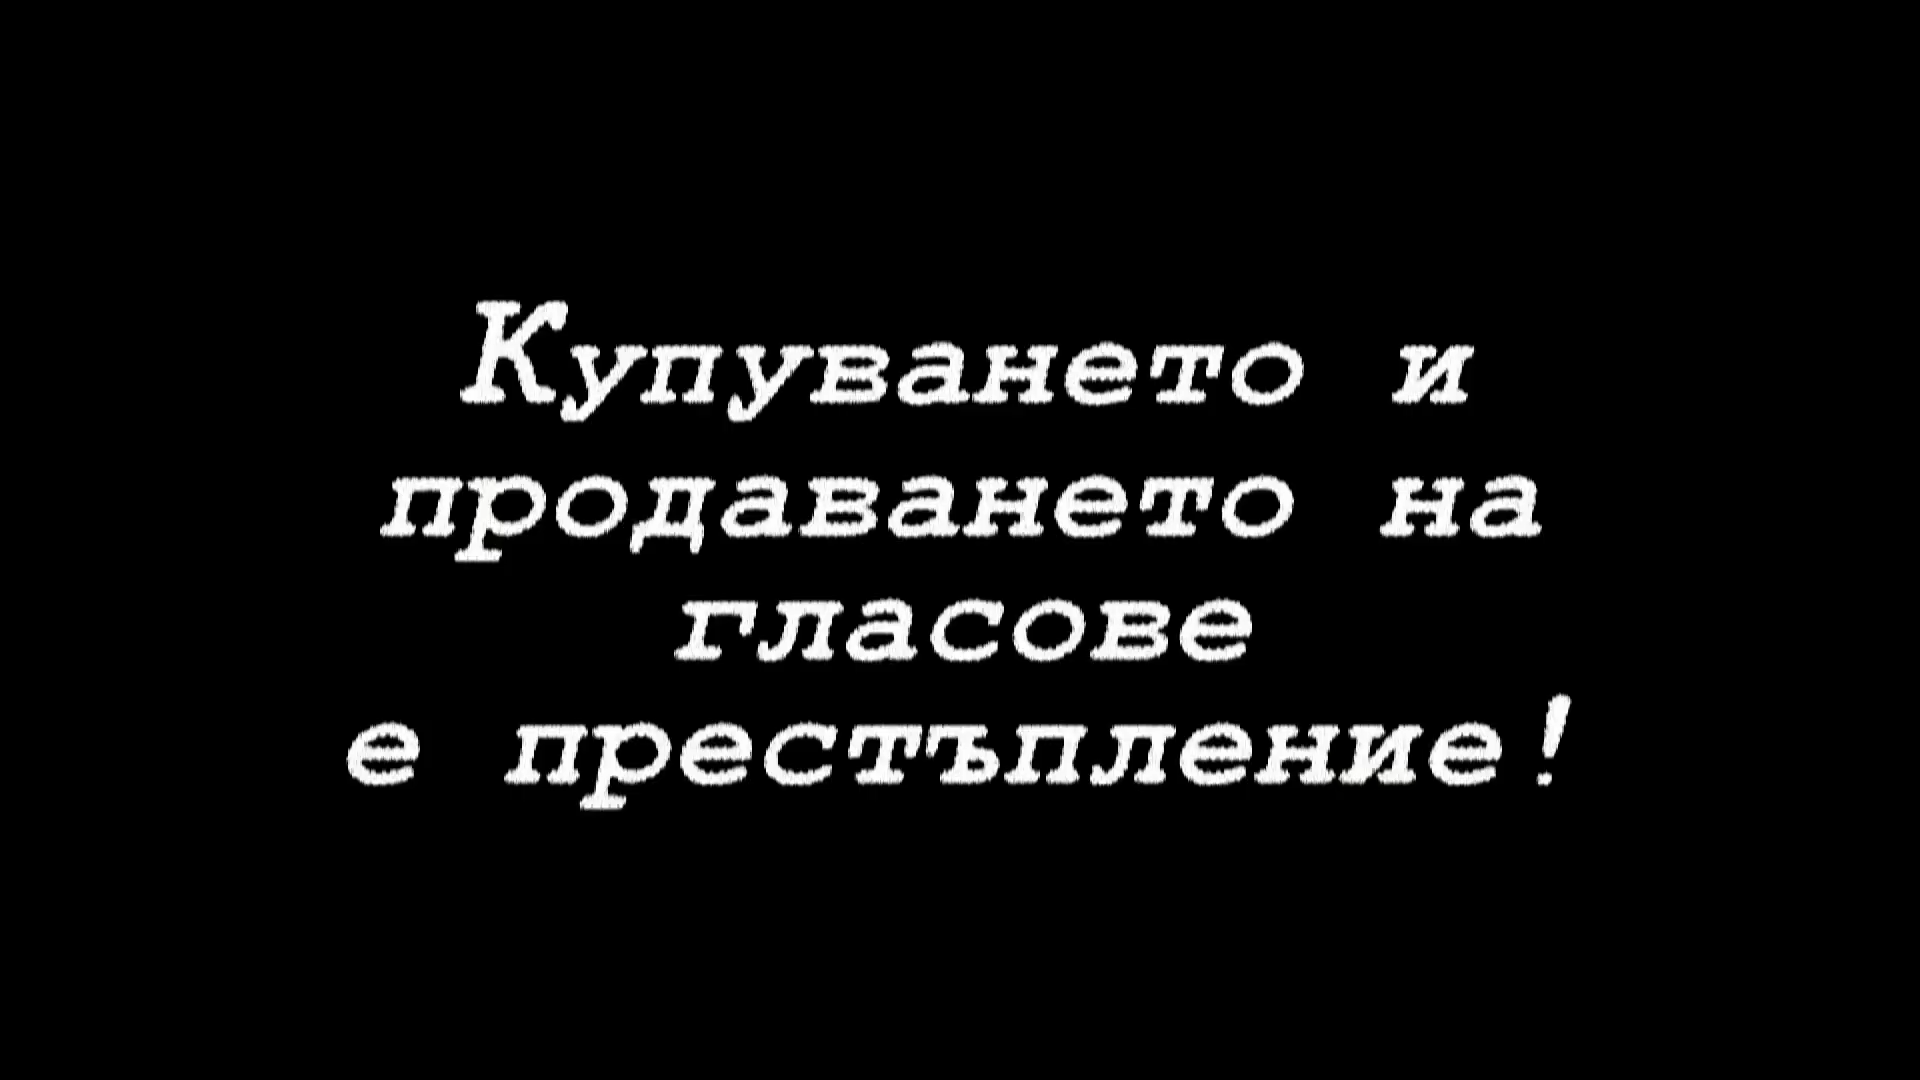 Купуването и
продаването на
гласове
е престъпление!